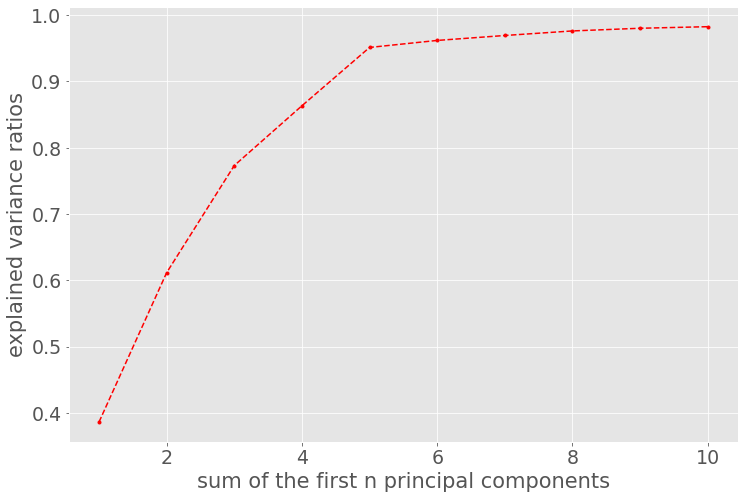 explained variance ratios
1.0
0.9
0.8
0.7
0.6
0.5
0.4
2 4 6 8 10
sum of the first n principal components